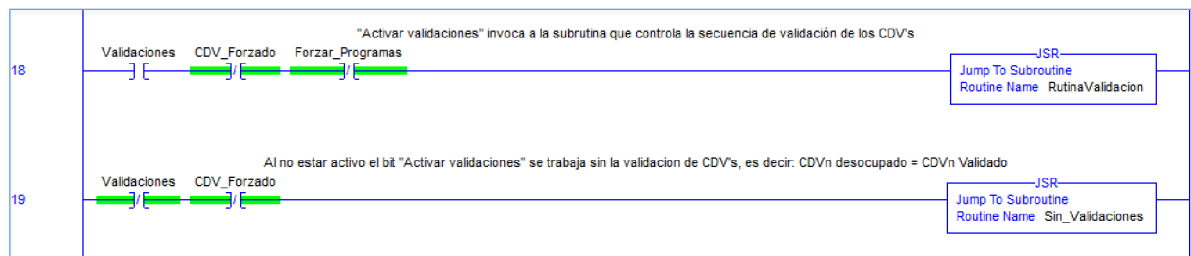 "Activar validaciones" invoca a la subrutina que controla la secuencia de validación de los CDV's
Validaciones CDV_Forzado Forzar_Programas
JSR
18
Jump To Subroutine
Routine Name RutinaValidacion
Al no estar activo el bit "Activar validaciones" se trabaja sin la validacion de CDV's, es decir: CDVn desocupado = CDVn Validado
Validaciones CDV_Forzado
JSR
19
Jump To Subroutine
Routine Name Sin_Validaciones